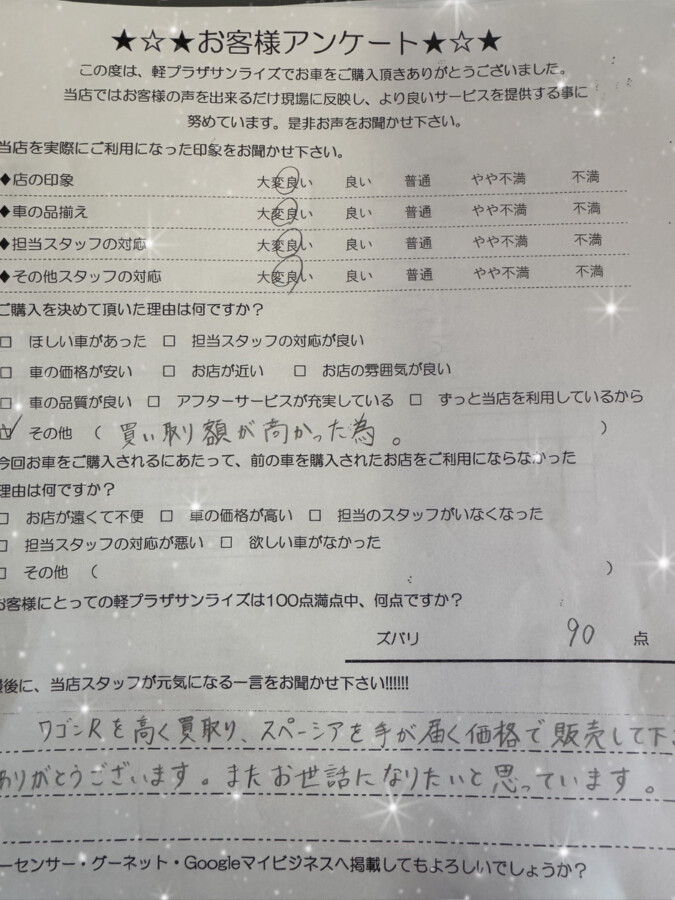 ★☆★お客様アンケート★☆★
この度は、軽プラザサンライズでお車をご購入頂きありがとうございました。
当店ではお客様の声を出来るだけ現場に反映し、より良いサービスを提供する事に
努めています。是非お声をお聞かせ下さい。
当店を実際にご利用になった印象をお聞かせ下さい。
◆店の印象 大変良い 良い 普通 やや不満 不満
◆車の品揃え 大変良い 良い 普通 やや不満 不満
◆担当スタッフの対応 大変良い 良い 普通 やや不満 不満
◆その他スタッフの対応 大変良い 良い 普通 やや不満 不満
ご購入を決めて頂いた理由は何ですか？
□ ほしい車があった □ 担当スタッフの対応が良い
□ 車の価格が安い □ お店が近い □ お店の雰囲気が良い
□ 車の品質が良い □ アフターサービスが充実している □ ずっと当店を利用しているから
☑ その他 （ 買い取り額が高かった為。 ）
今回お車をご購入されるにあたって、前の車を購入されたお店をご利用にならなかった
理由は何ですか？
□ お店が遠くて不便 □ 車の価格が高い □ 担当のスタッフがいなくなった
□ 担当スタッフの対応が悪い □ 欲しい車がなかった
□ その他 （ ）
お客様にとっての軽プラザサンライズは100点満点中、何点ですか？
ズバリ 90 点
最後に、当店スタッフが元気になる一言をお聞かせ下さい!!!!!!
ワゴンRを高く買取り、スペーシアを手が届く価格で販売して下さ
ありがとうございます。またお世話になりたいと思っています。
ーセンサー・グーネット・Googleマイビジネスへ掲載してもよろしいでしょうか？